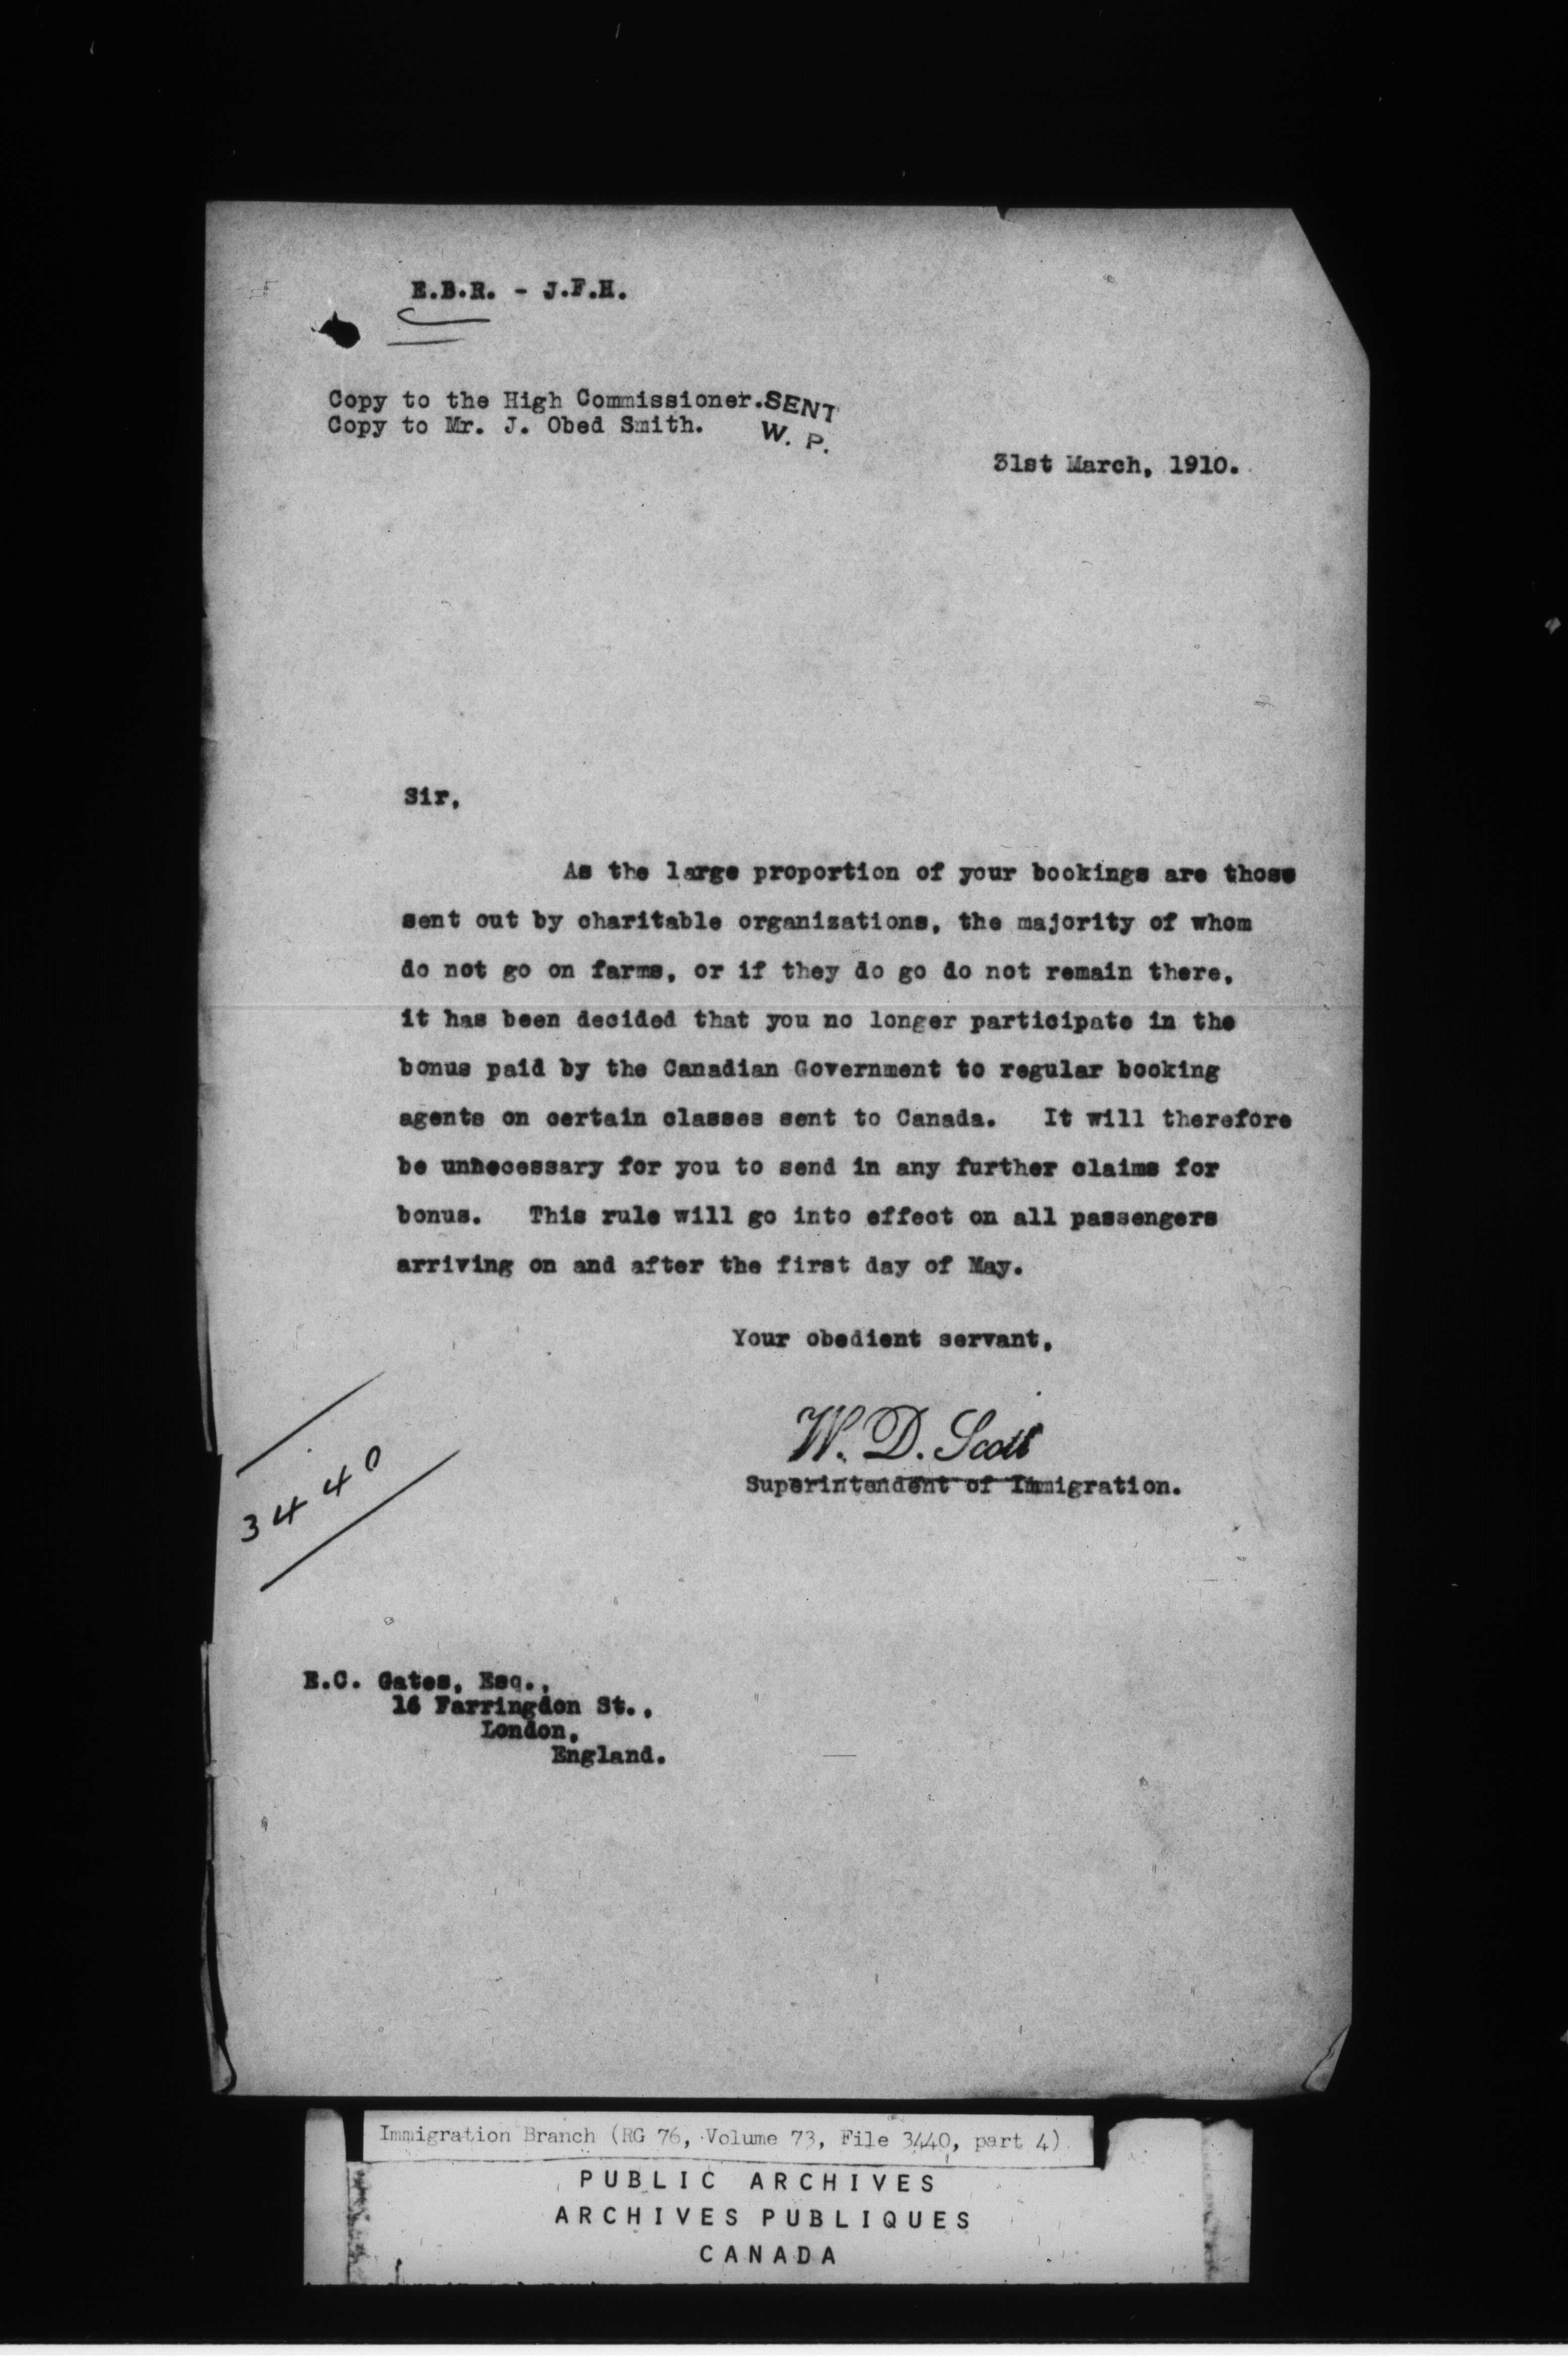 E.B.R. - J.F.H.
Copy to the High Commissioner. SENT
Copy to Mr. J. Obed Smith. W. P.
31st March, 1910.
Sir,
As the large proportion of your bookings are those
sent out by charitable organizations, the majority of whom
do not go on farms, or if they do go do not remain there,
it has been decided that you no longer participate in the
bonus paid by the Canadian Government to regular booking
agents on certain classes sent to Canada. It will therefore
be unnecessary for you to send in any further claims for
bonus. This rule will go into effect on all passengers
arriving on and after the first day of May.
Your obedient servant,
W. D. Scott
Superintendent of Immigration.
3440
E.C. Gates, Esq.,
16 Farringdon St.,
London,
England.
Immigration Branch (RG 76, Volume 73, File 3440, part 4)
PUBLIC ARCHIVES
ARCHIVES PUBLIQUES
CANADA